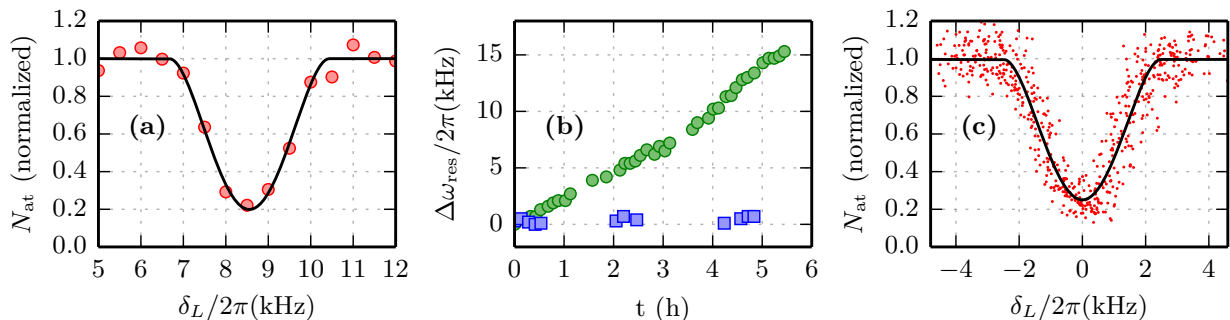 1.2
1.0
0.8
0.6
0.4
0.2
0.0
N_at (normalized)
(a)
5 6 7 8 9 10 11 12
δ_L/2π(kHz)
15
10
5
0
Δω_res/2π(kHz)
(b)
0 1 2 3 4 5 6
t (h)
1.2
1.0
0.8
0.6
0.4
0.2
0.0
N_at (normalized)
(c)
−4 −2 0 2 4
δ_L/2π(kHz)